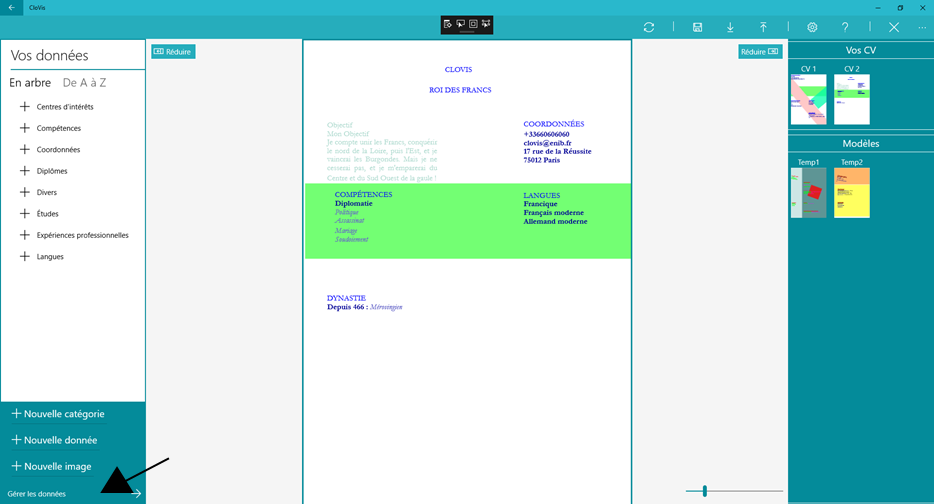 CleVis
Vos données
En arbre De A à Z
Centres d'intérêts
Compétences
Coordonnées
Diplômes
Divers
Études
Expériences professionnelles
Langues
Nouvelle catégorie
Nouvelle donnée
Nouvelle image
Gérer les données
Réduire
CLOVIS
ROI DES FRANCS
Objectif
Mon Objectif
Je compte unir les Francs, conquérir
le nord de la Loire, puis l'Est, et je
vaincrai les Burgondes. Mais je ne
cesserai pas, et je m'emparerai du
Centre et du Sud Ouest de la gaule !
COORDONNÉES
+33660606060
clovis@enib.fr
17 rue de la Réussite
75012 Paris
COMPÉTENCES
Diplomatie
Politique
Assassinat
Mariage
Soudoiement
LANGUES
Francique
Français moderne
Allemand moderne
DYNASTIE
Depuis 466 : Mérovingien
Réduire
Vos CV
CV 1 CV 2
Modèles
Temp1 Temp2